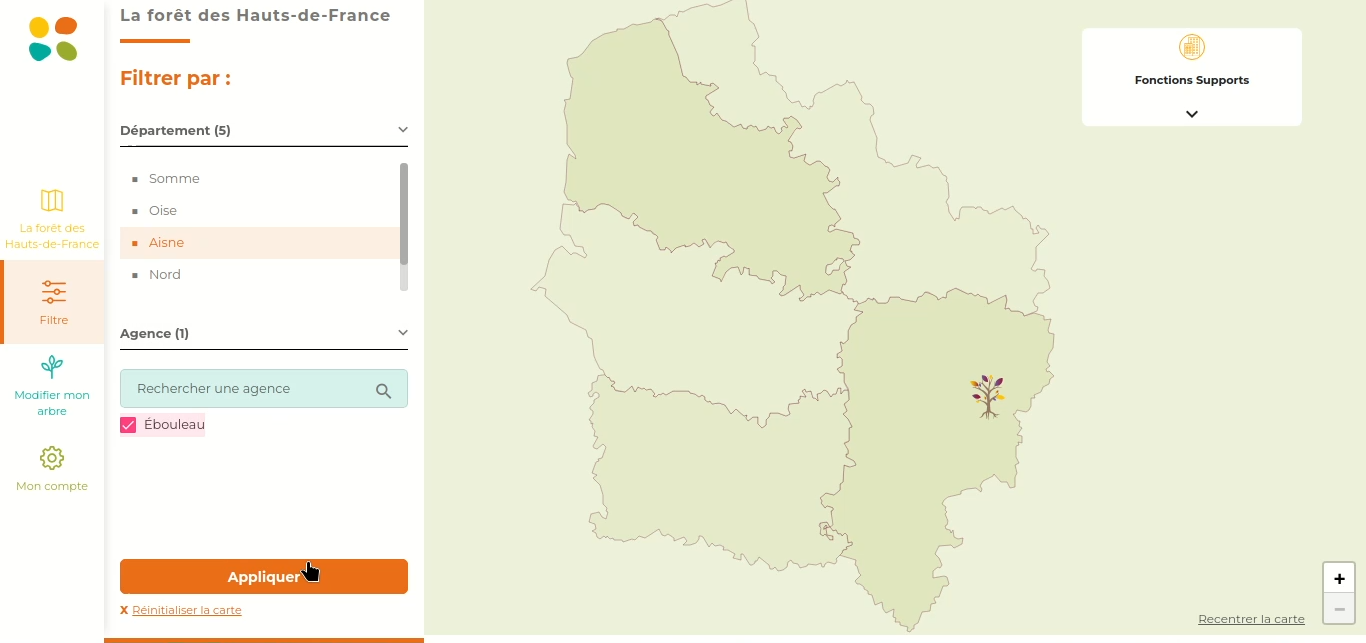 La forêt des Hauts-de-France
Filtrer par :
Département (5)
Somme
Oise
Aisne
Nord
Agence (1)
Rechercher une agence
Ébouleau
Appliquer
X Réinitialiser la carte
La forêt des
Hauts-de-France
Filtre
Modifier mon
arbre
Mon compte
Fonctions Supports
+
−
Recentrer la carte